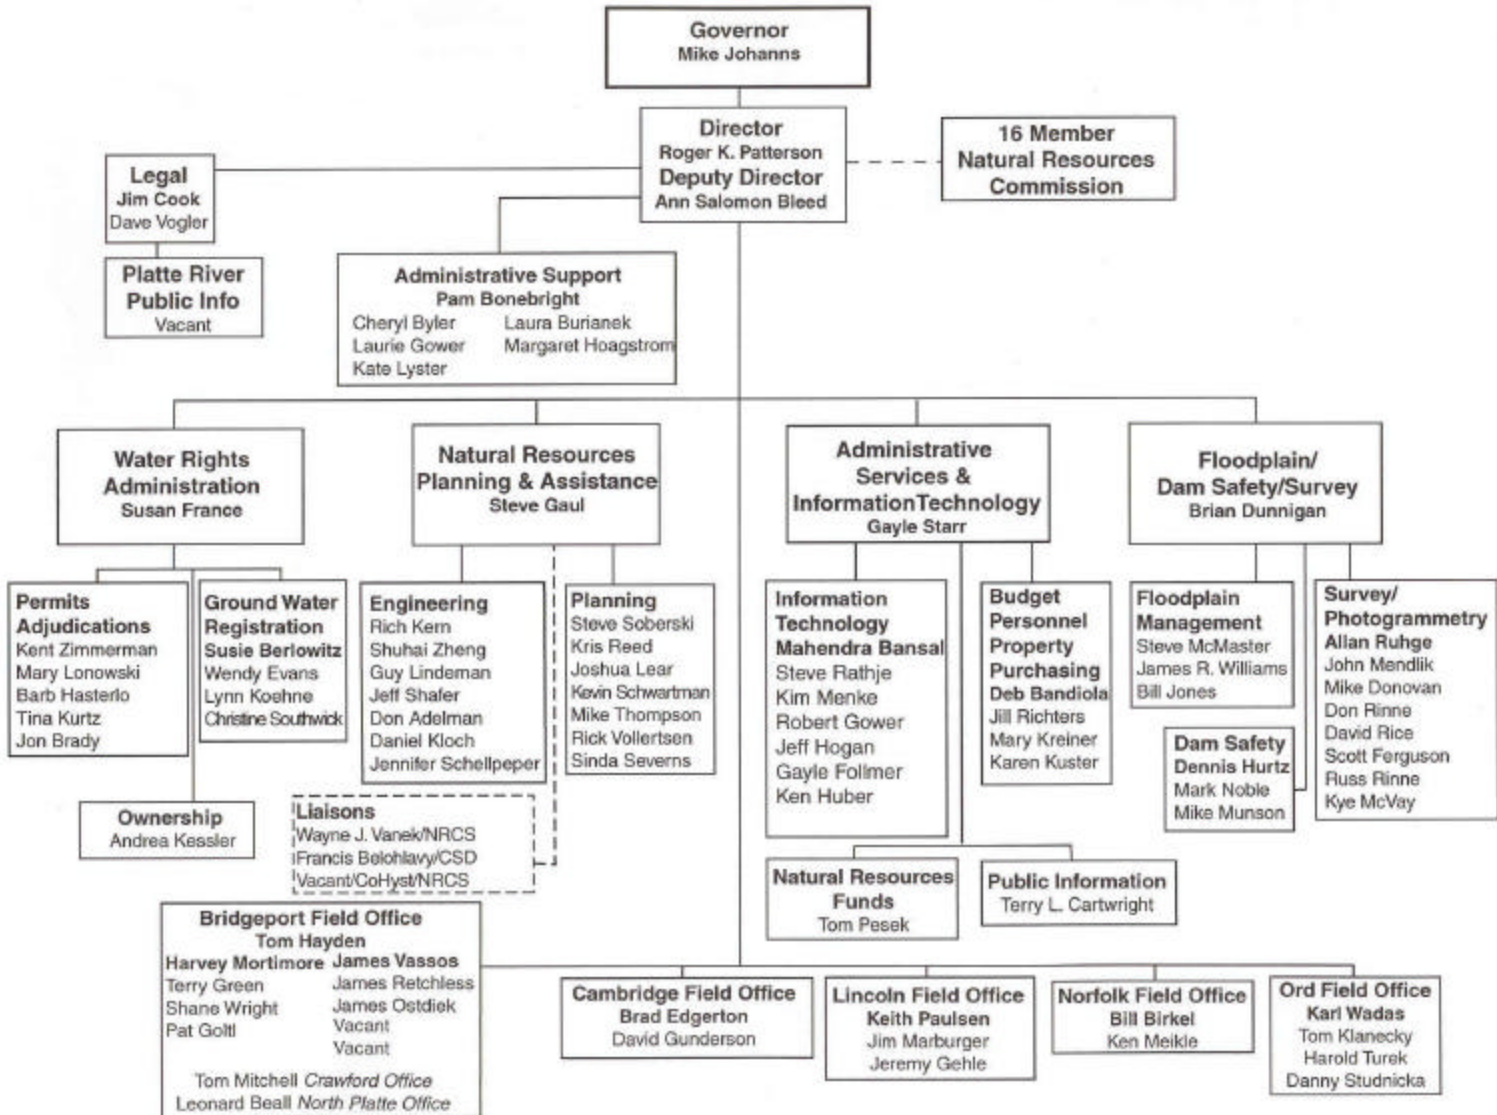 Governor
Mike Johanns
Director
Roger K. Patterson
Deputy Director
Ann Salomon Bleed
16 Member
Natural Resources
Commission
Legal
Jim Cook
Dave Vogler
Platte River
Public Info
Vacant
Administrative Support
Pam Bonebright
Cheryl Byler Laura Burianek
Laurie Gower Margaret Hoagstrom
Kate Lyster
Water Rights
Administration
Susan France
Natural Resources
Planning & Assistance
Steve Gaul
Administrative
Services &
InformationTechnology
Gayle Starr
Floodplain/
Dam Safety/Survey
Brian Dunnigan
Permits
Adjudications
Kent Zimmerman
Mary Lonowski
Barb Hasterlo
Tina Kurtz
Jon Brady
Ground Water
Registration
Susie Berlowitz
Wendy Evans
Lynn Koehne
Christine Southwick
Ownership
Andrea Kessler
Engineering
Rich Kern
Shuhai Zheng
Guy Lindeman
Jeff Shafer
Don Adelman
Daniel Kloch
Jennifer Schellpeper
Planning
Steve Soberski
Kris Reed
Joshua Lear
Kevin Schwartman
Mike Thompson
Rick Vollertsen
Sinda Severns
Liaisons
Wayne J. Vanek/NRCS
Francis Belohlavy/CSD
Vacant/CoHyst/NRCS
Information
Technology
Mahendra Bansal
Steve Rathje
Kim Menke
Robert Gower
Jeff Hogan
Gayle Follmer
Ken Huber
Budget
Personnel
Property
Purchasing
Deb Bandiola
Jill Richters
Mary Kreiner
Karen Kuster
Natural Resources
Funds
Tom Pesek
Public Information
Terry L. Cartwright
Floodplain
Management
Steve McMaster
James R. Williams
Bill Jones
Dam Safety
Dennis Hurtz
Mark Noble
Mike Munson
Survey/
Photogrammetry
Allan Ruhge
John Mendlik
Mike Donovan
Don Rinne
David Rice
Scott Ferguson
Russ Rinne
Kye McVay
Bridgeport Field Office
Tom Hayden
Harvey Mortimore James Vassos
Terry Green James Retchless
Shane Wright James Ostdiek
Pat Goltl Vacant
Vacant
Tom Mitchell Crawford Office
Leonard Beall North Platte Office
Cambridge Field Office
Brad Edgerton
David Gunderson
Lincoln Field Office
Keith Paulsen
Jim Marburger
Jeremy Gehle
Norfolk Field Office
Bill Birkel
Ken Meikle
Ord Field Office
Karl Wadas
Tom Klanecky
Harold Turek
Danny Studnicka